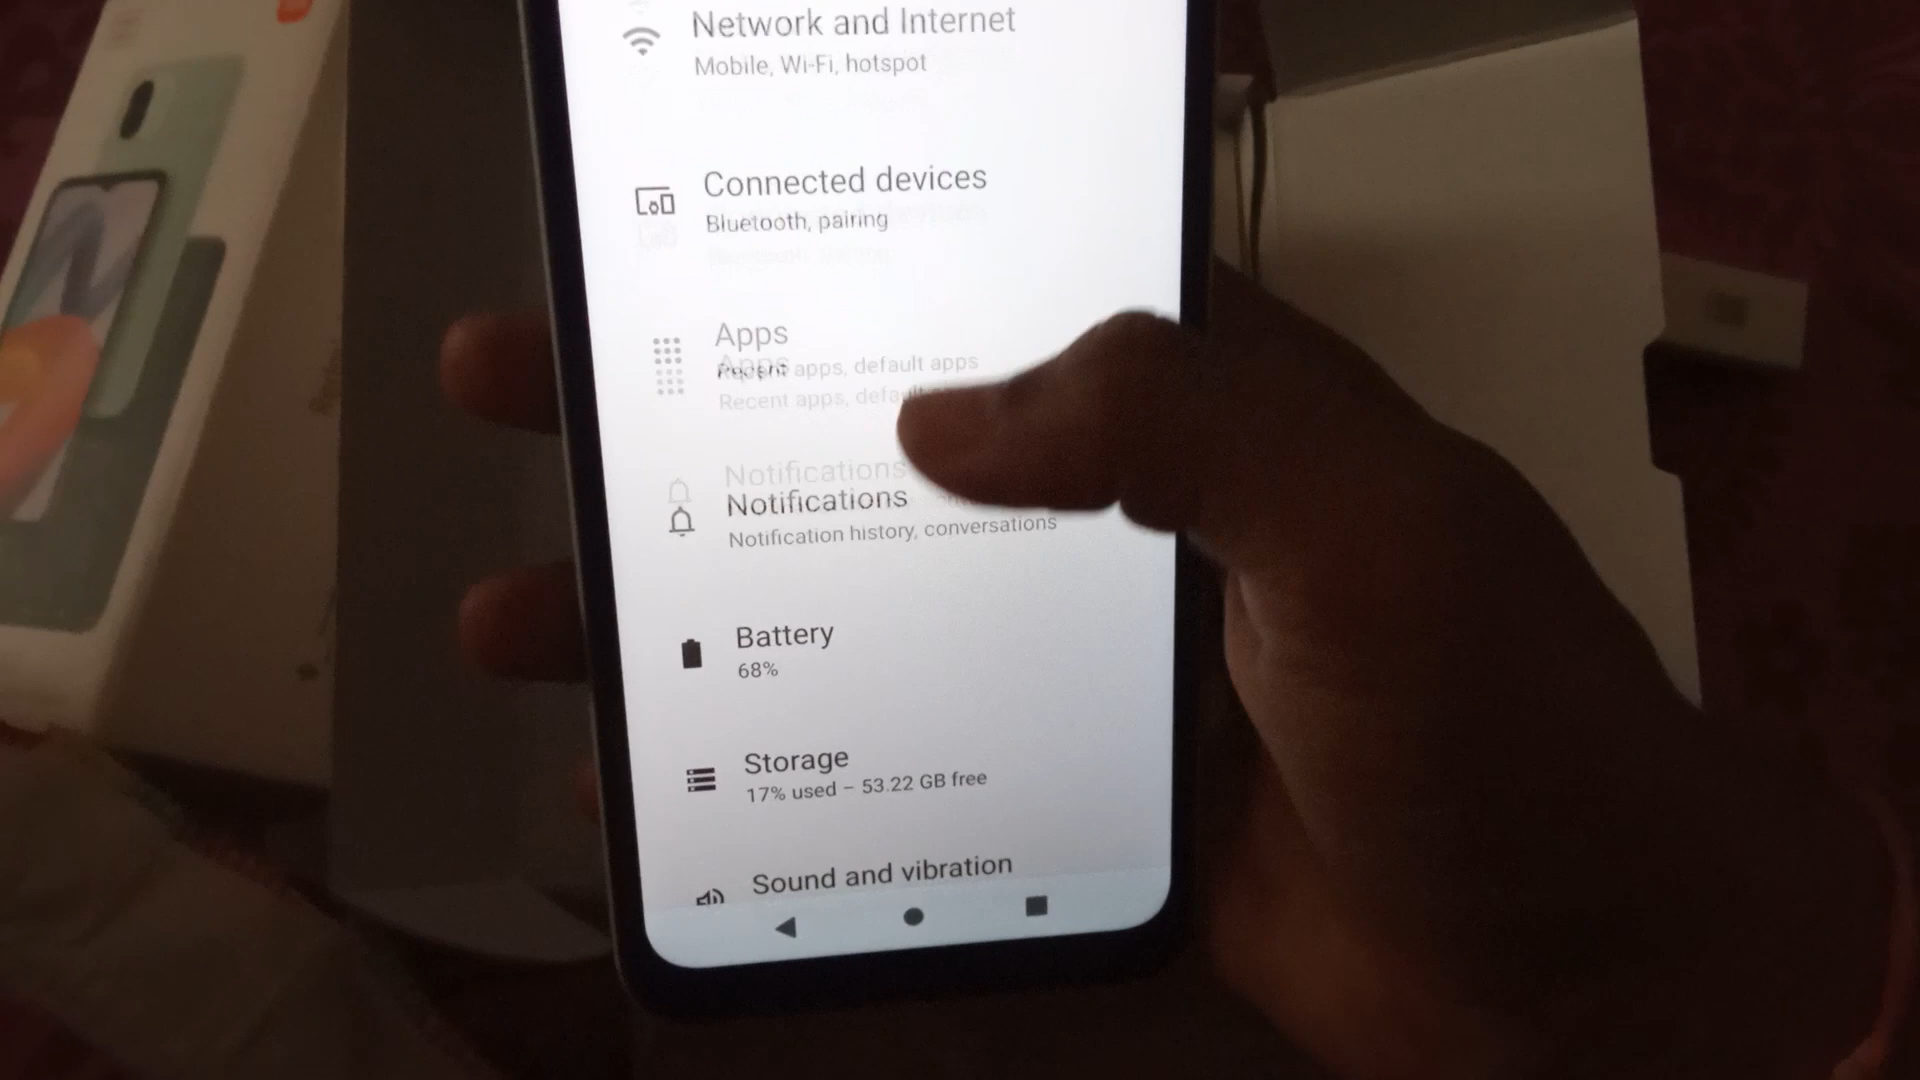 Network and Internet
Mobile, Wi-Fi, hotspot
Connected devices
Bluetooth, pairing
Apps
Recent apps, default apps
Notifications
Notification history, conversations
Battery
68%
Storage
17% used – 53.22 GB free
Sound and vibration